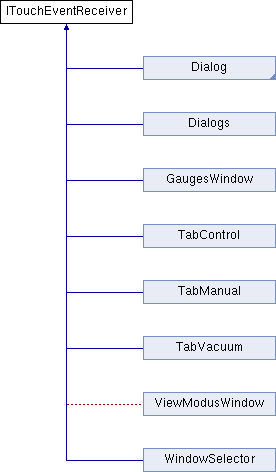 ITouchEventReceiver
Dialog
Dialogs
GaugesWindow
TabControl
TabManual
TabVacuum
ViewModusWindow
WindowSelector